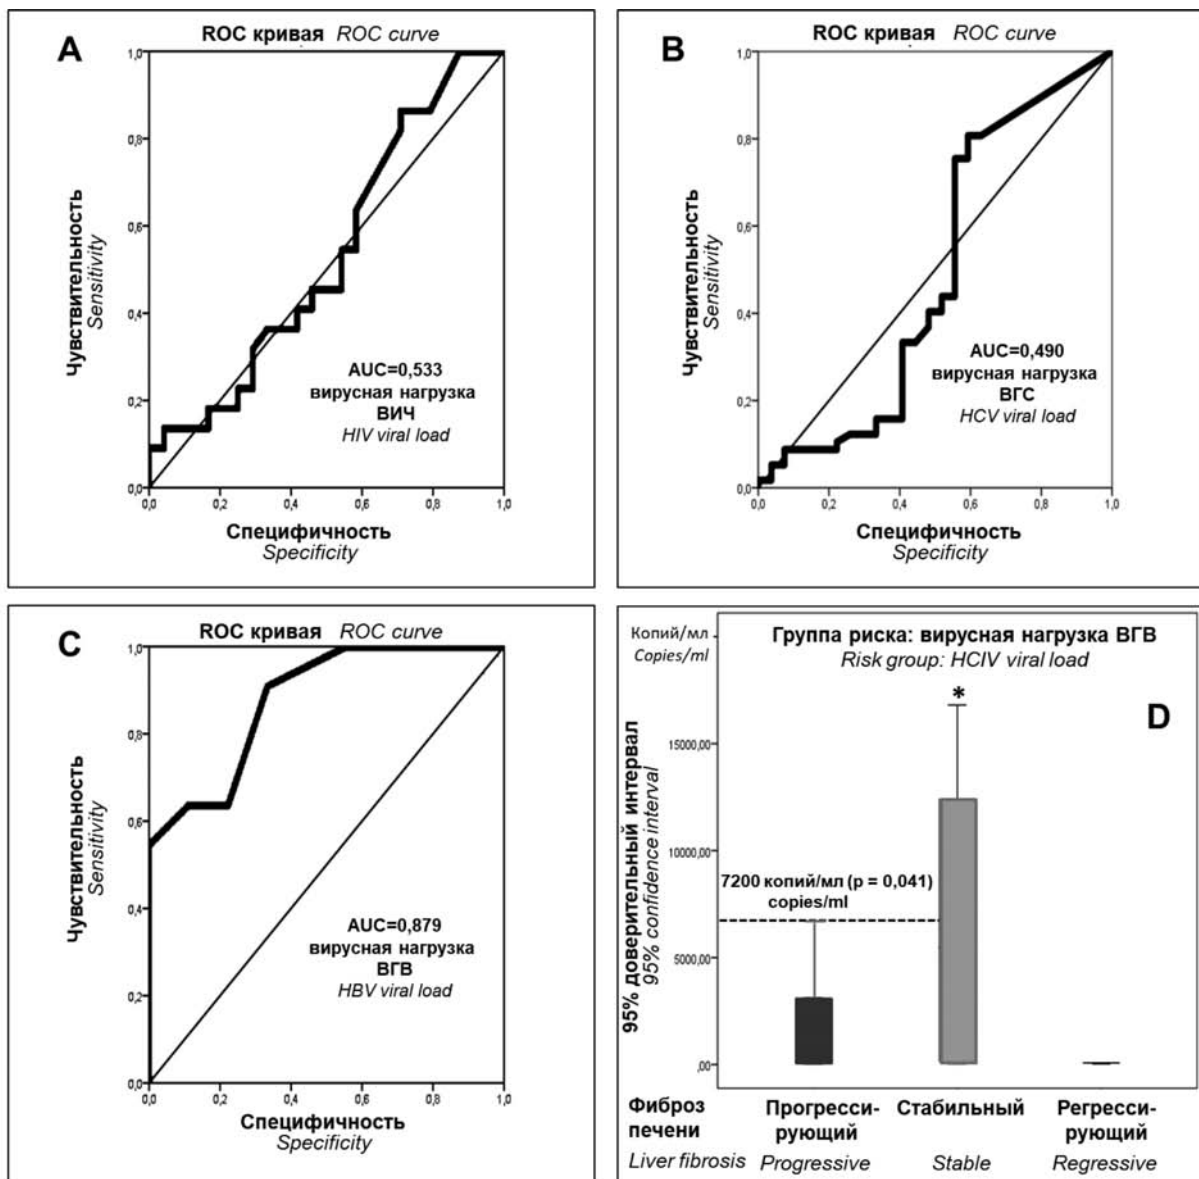 A
ROC кривая ROC curve
1,0
0,8
0,6
0,4
0,2
0,0
Чувствительность
Sensitivity
AUC=0,533
вирусная нагрузка
ВИЧ
HIV viral load
0,0 0,2 0,4 0,6 0,8 1,0
Специфичность
Specificity
B
ROC кривая ROC curve
1,0
0,8
0,6
0,4
0,2
0,0
Чувствительность
Sensitivity
AUC=0,490
вирусная нагрузка
ВГС
HCV viral load
0,0 0,2 0,4 0,6 0,8 1,0
Специфичность
Specificity
C
ROC кривая ROC curve
1,0
0,8
0,6
0,4
0,2
0,0
Чувствительность
Sensitivity
AUC=0,879
вирусная нагрузка
ВГВ
HBV viral load
0,0 0,2 0,4 0,6 0,8 1,0
Специфичность
Specificity
Копий/мл
Copies/ml
Группа риска: вирусная нагрузка ВГВ
Risk group: HCIV viral load
D
*
95% доверительный интервал
95% confidence interval
15000,00
10000,00
5000,00
,00
7200 копий/мл (p = 0,041)
copies/ml
Фиброз
печени
Liver fibrosis
Прогресси-
рующий
Progressive
Стабильный
Stable
Регресси-
рующий
Regressive